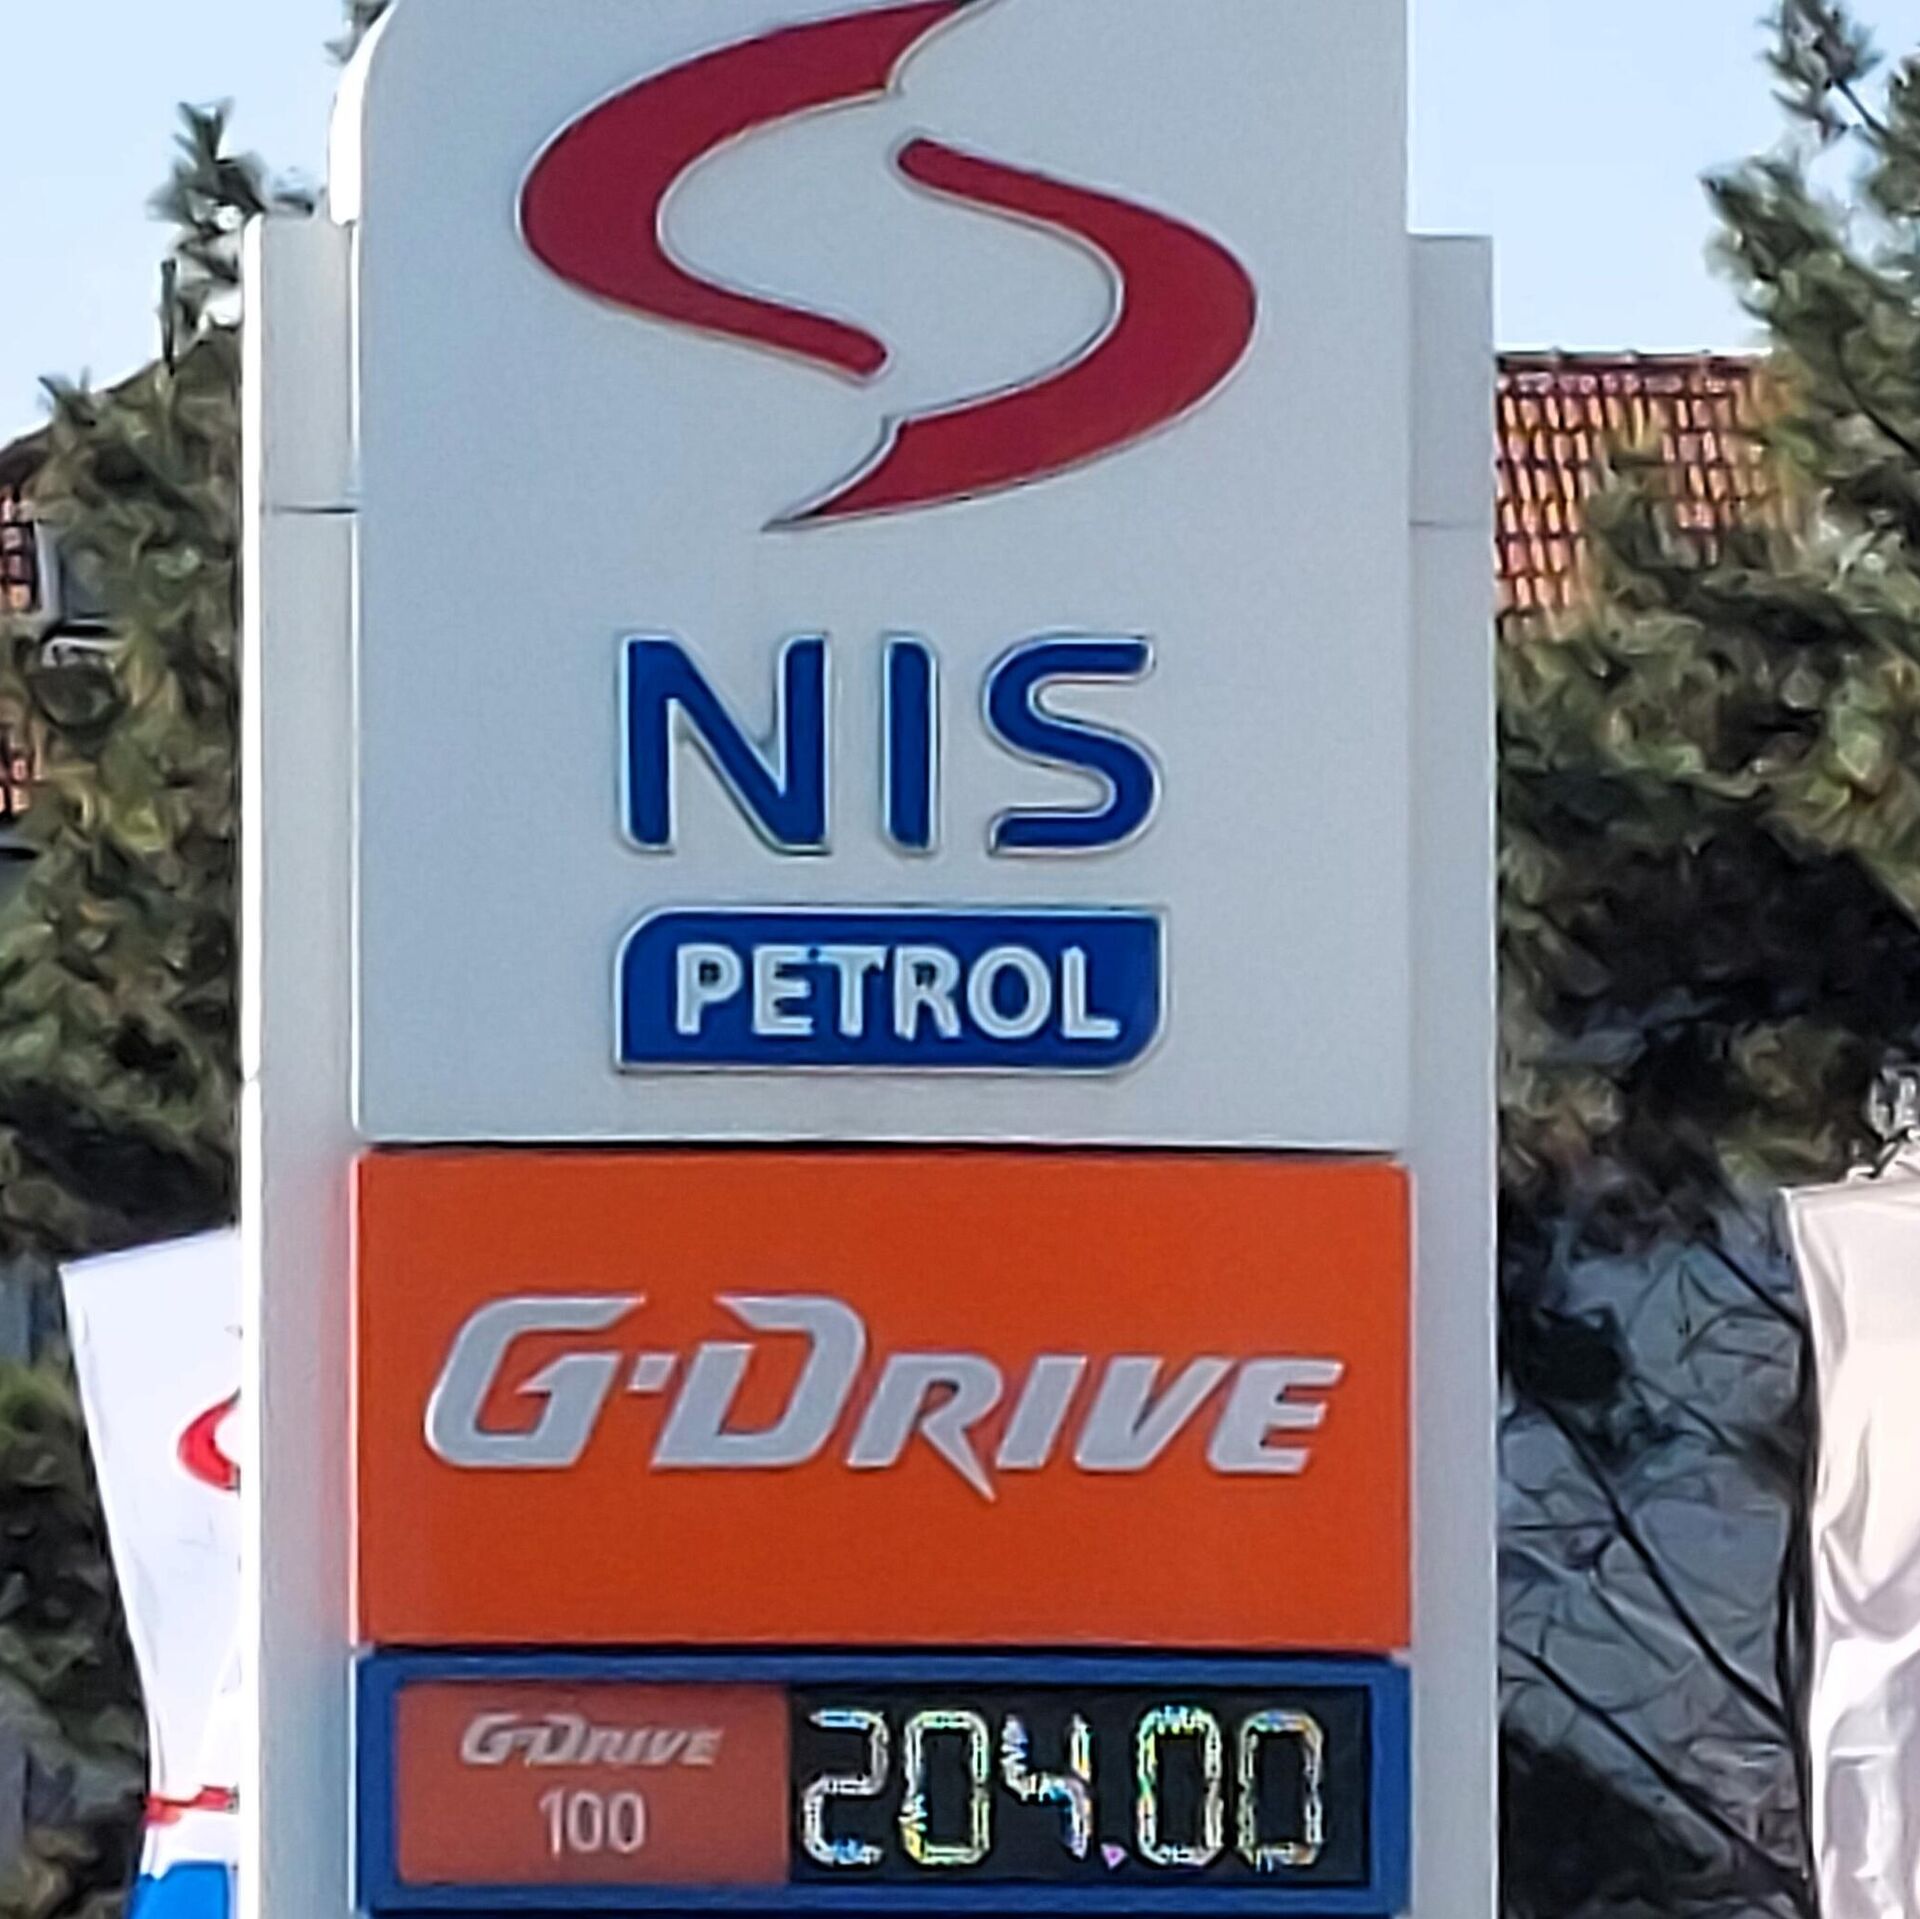 NIS
PETROL
G-DRIVE
G-DRIVE
100
204.00